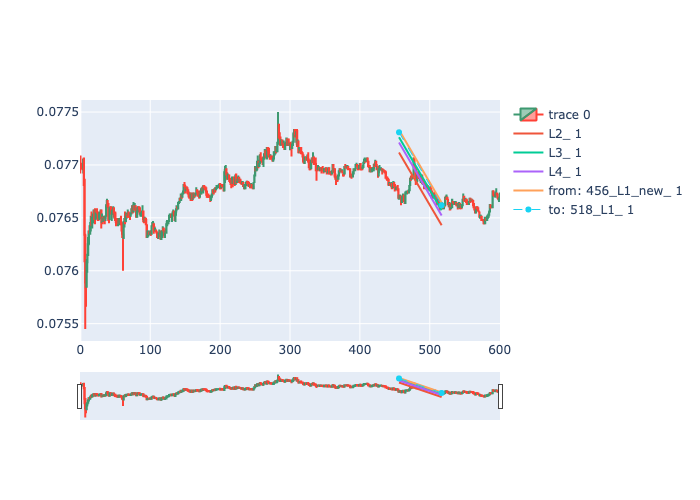 0.0775
0.077
0.0765
0.076
0.0755
0
100
200
300
400
500
600
trace 0
L2_ 1
L3_ 1
L4_ 1
from: 456_L1_new_ 1
to: 518_L1_ 1